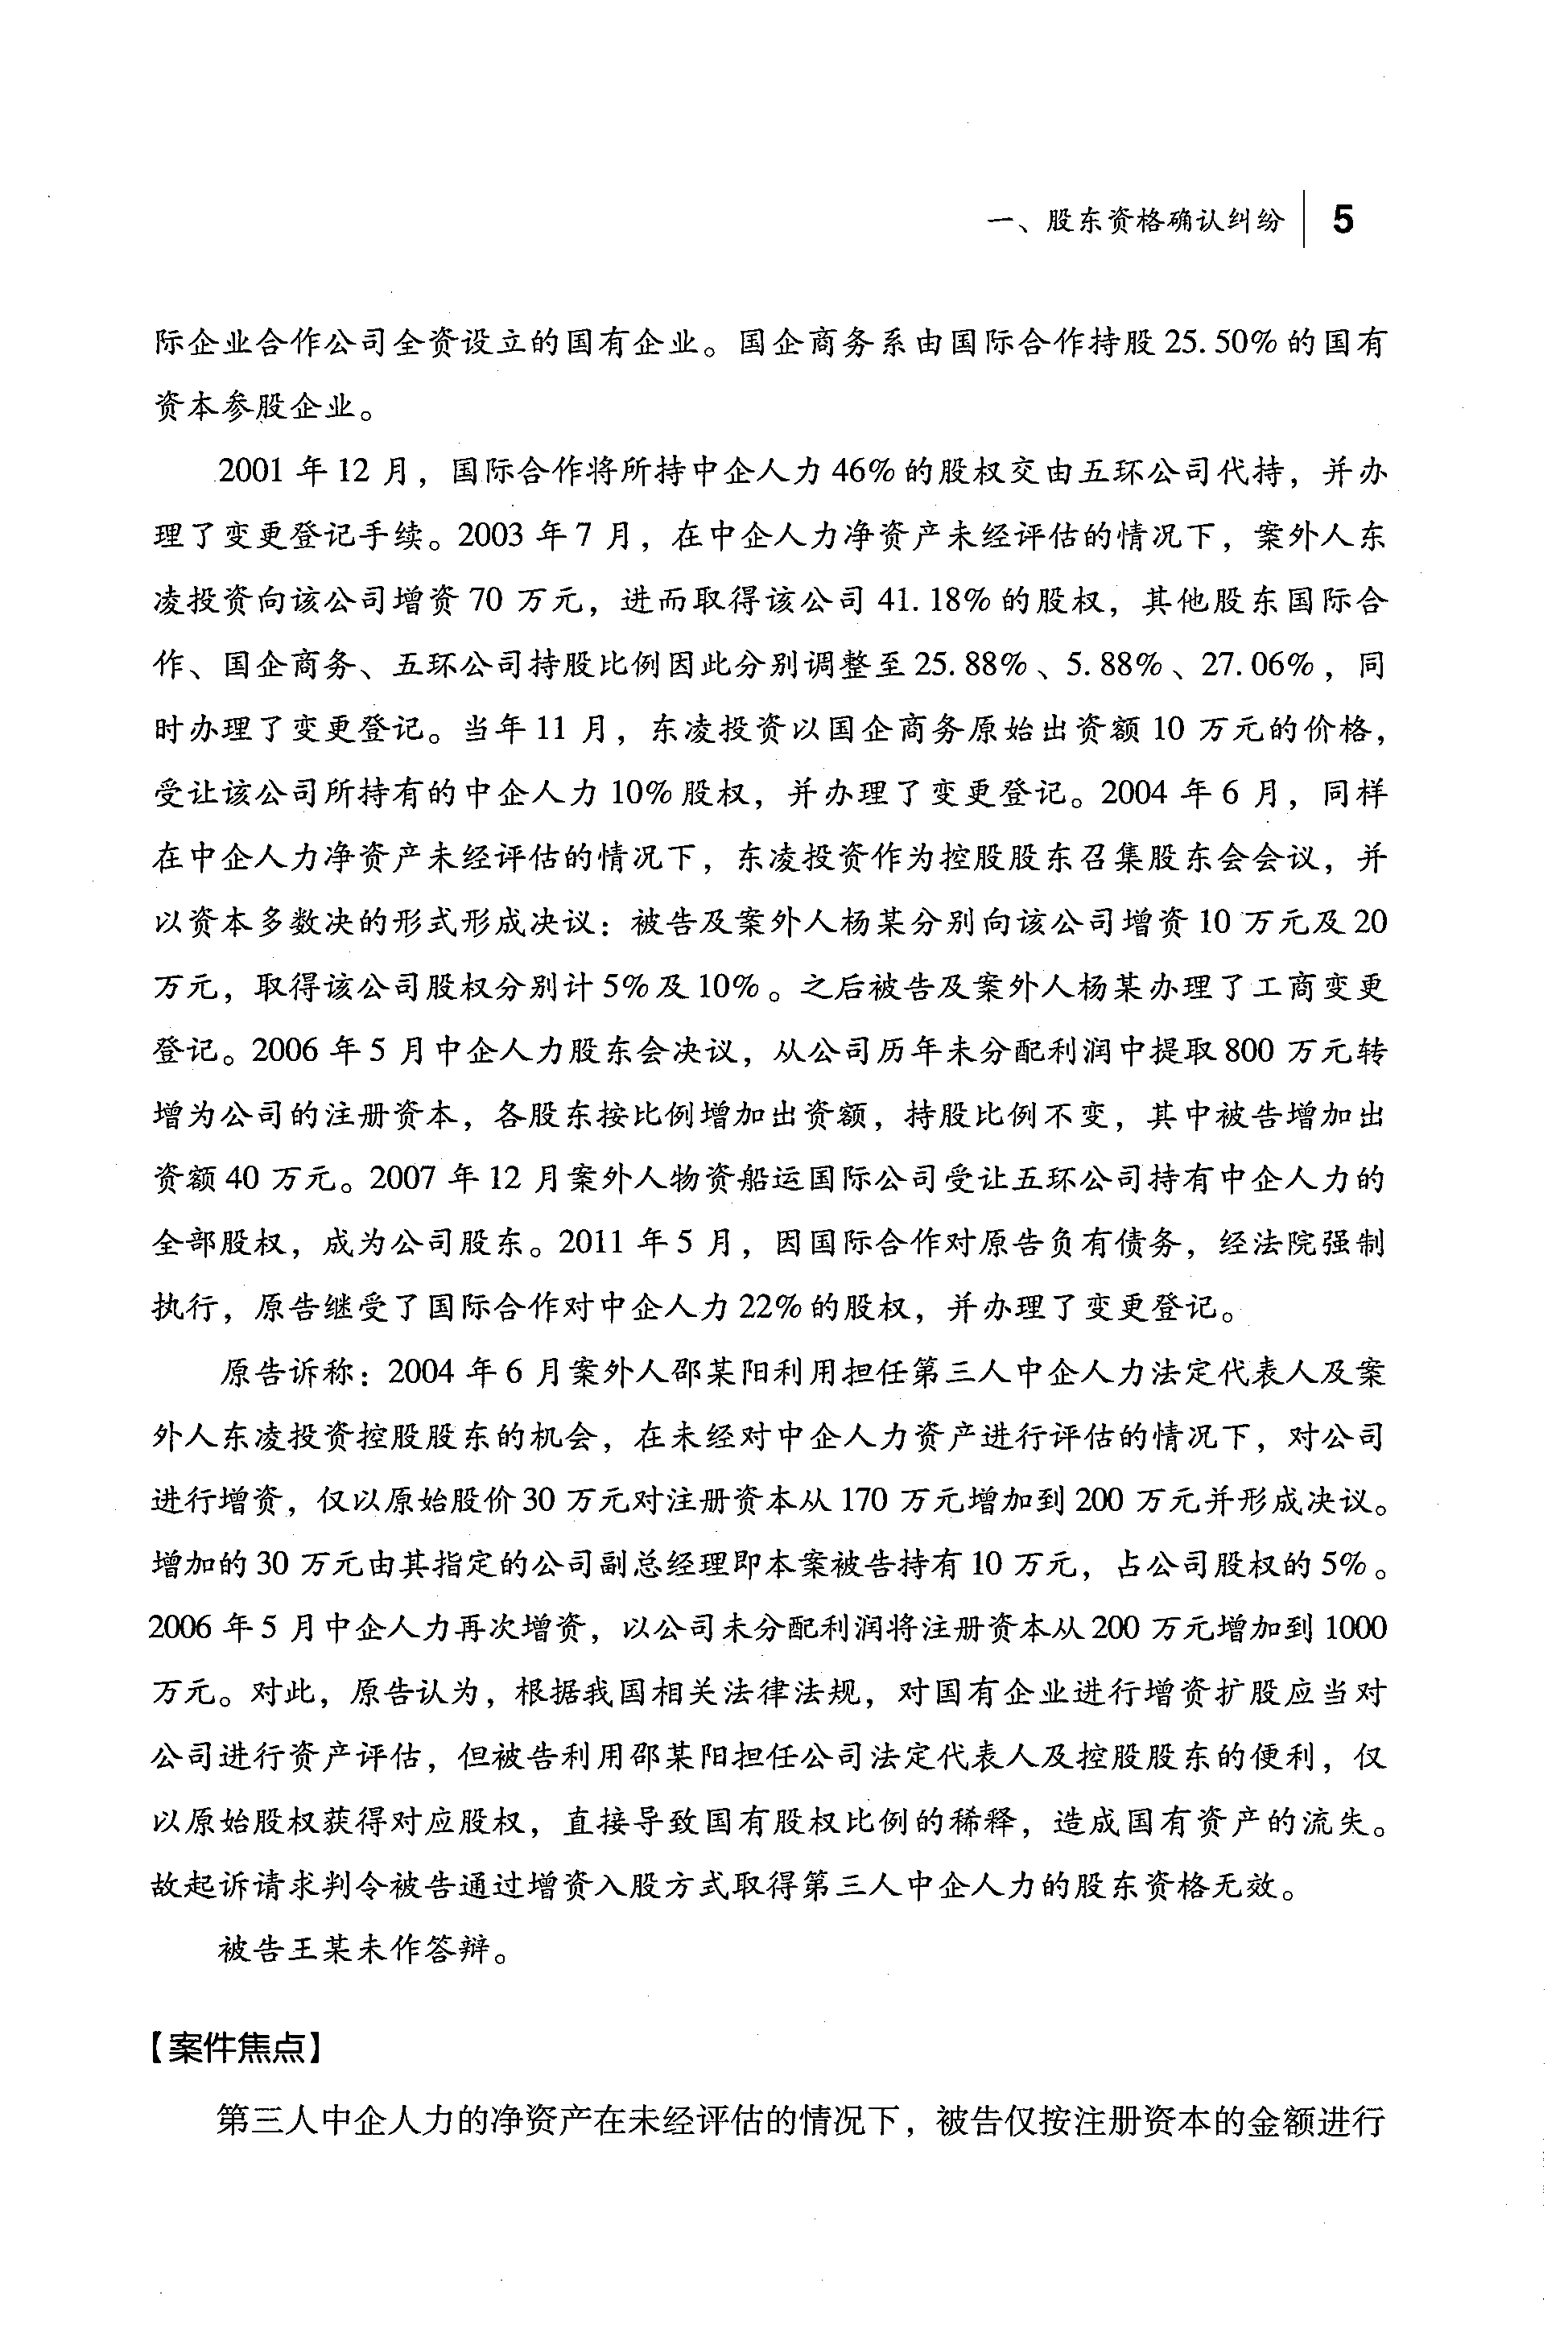 一、股东资格确认纠纷 5
际企业合作公司全资设立的国有企业。国企商务系由国际合作持股25.50%的国有
资本参股企业。
2001年12月，国际合作将所持中企人力46%的股权交由五环公司代持，并办
理了变更登记手续。2003年7月，在中企人力净资产未经评估的情况下，案外人东
凌投资向该公司增资70万元，进而取得该公司41.18%的股权，其他股东国际合
作、国企商务、五环公司持股比例因此分别调整至25.88%、5.88%、27.06%，同
时办理了变更登记。当年11月，东凌投资以国企商务原始出资额10万元的价格，
受让该公司所持有的中企人力10%股权，并办理了变更登记。2004年6月，同样
在中企人力净资产未经评估的情况下，东凌投资作为控股股东召集股东会会议，并
以资本多数决的形式形成决议：被告及案外人杨某分别向该公司增资10万元及20
万元，取得该公司股权分别计5%及10%。之后被告及案外人杨某办理了工商变更
登记。2006年5月中企人力股东会决议，从公司历年未分配利润中提取800万元转
增为公司的注册资本，各股东按比例增加出资额，持股比例不变，其中被告增加出
资额40万元。2007年12月案外人物资船运国际公司受让五环公司持有中企人力的
全部股权，成为公司股东。2011年5月，因国际合作对原告负有债务，经法院强制
执行，原告继受了国际合作对中企人力22%的股权，并办理了变更登记。
原告诉称：2004年6月案外人邵某阳利用担任第三人中企人力法定代表人及案
外人东凌投资控股股东的机会，在未经对中企人力资产进行评估的情况下，对公司
进行增资，仅以原始股价30万元对注册资本从170万元增加到200万元并形成决议。
增加的30万元由其指定的公司副总经理即本案被告持有10万元，占公司股权的5%。
2006年5月中企人力再次增资，以公司未分配利润将注册资本从200万元增加到1000
万元。对此，原告认为，根据我国相关法律法规，对国有企业进行增资扩股应当对
公司进行资产评估，但被告利用邵某阳担任公司法定代表人及控股股东的便利，仅
以原始股权获得对应股权，直接导致国有股权比例的稀释，造成国有资产的流失。
故起诉请求判令被告通过增资入股方式取得第三人中企人力的股东资格无效。
被告王某未作答辩。
【案件焦点】
第三人中企人力的净资产在未经评估的情况下，被告仅按注册资本的金额进行